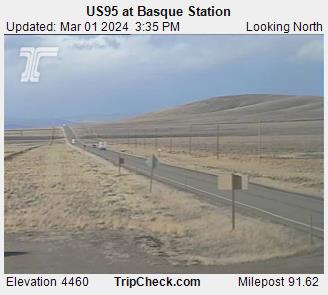 US95 at Basque Station
Updated: Mar 01 2024 3:35 PM Looking North
Elevation 4460 TripCheck.com Milepost 91.62